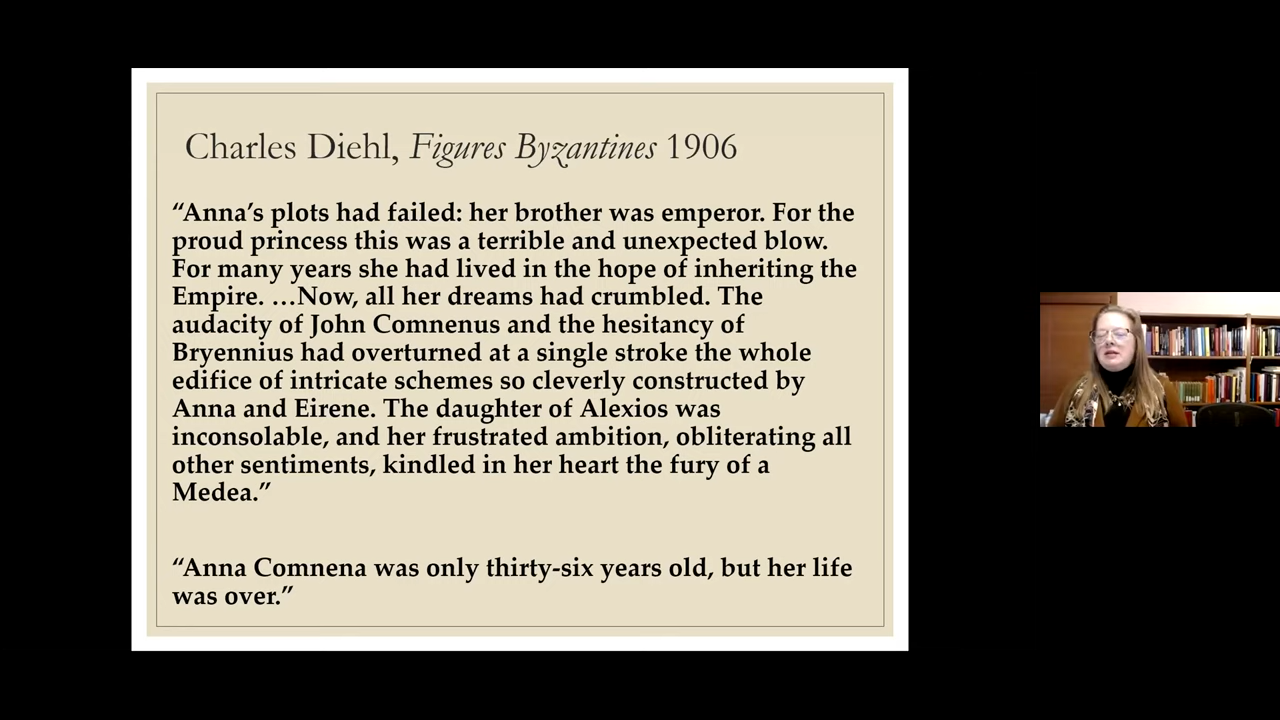 Charles Diehl, Figures Byzantines 1906
“Anna’s plots had failed: her brother was emperor. For the
proud princess this was a terrible and unexpected blow.
For many years she had lived in the hope of inheriting the
Empire. …Now, all her dreams had crumbled. The
audacity of John Comnenus and the hesitancy of
Bryennius had overturned at a single stroke the whole
edifice of intricate schemes so cleverly constructed by
Anna and Eirene. The daughter of Alexios was
inconsolable, and her frustrated ambition, obliterating all
other sentiments, kindled in her heart the fury of a
Medea.”
“Anna Comnena was only thirty-six years old, but her life
was over.”